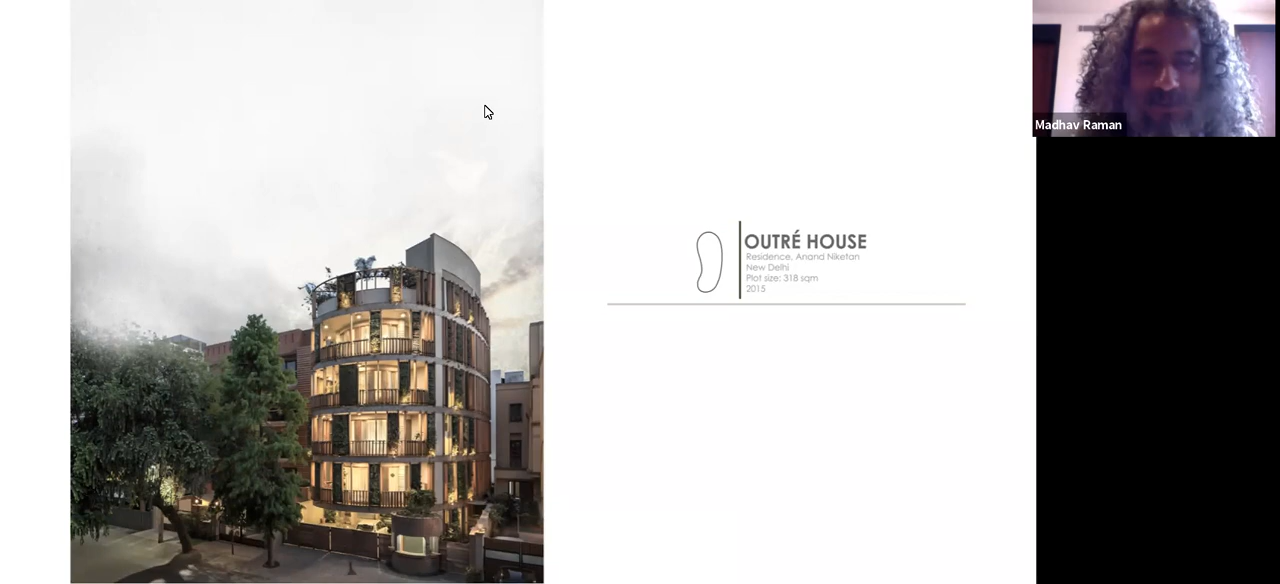 OUTRÉ HOUSE
Residence, Anand Niketan
New Delhi
Plot size: 318 sqm
2015
Madhav Raman